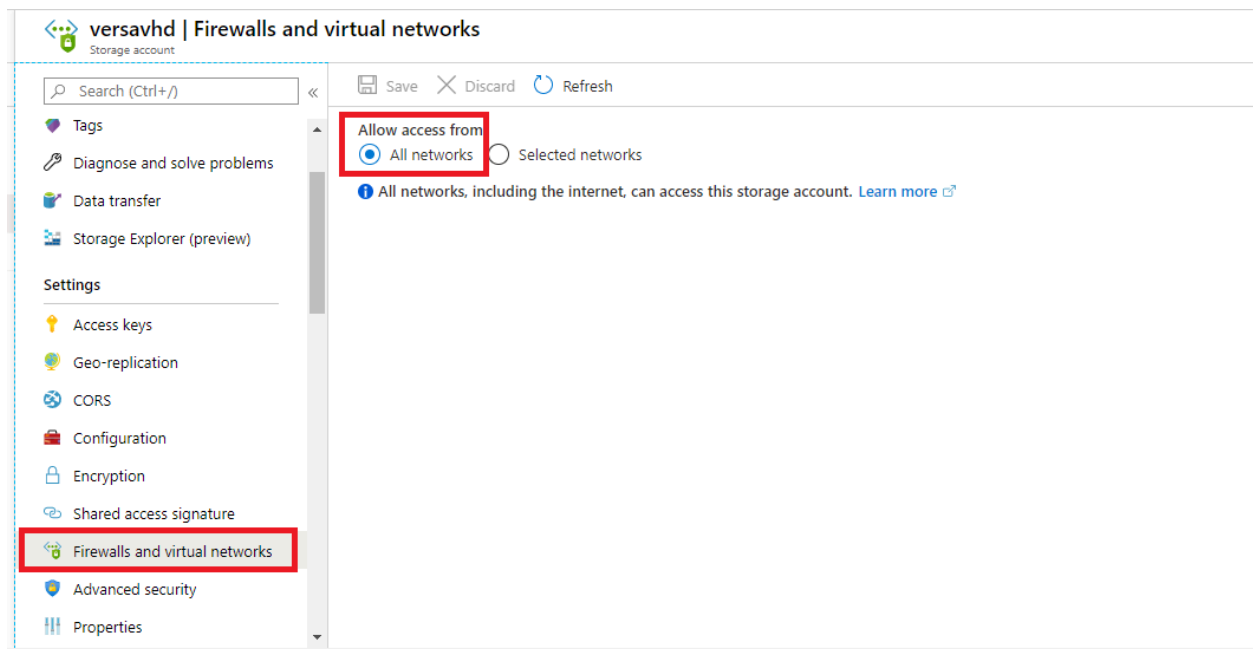 versavhd | Firewalls and virtual networks
Storage account
Search (Ctrl+/)
«
Tags
Diagnose and solve problems
Data transfer
Storage Explorer (preview)
Settings
Access keys
Geo-replication
CORS
Configuration
Encryption
Shared access signature
Firewalls and virtual networks
Advanced security
Properties
Save Discard Refresh
Allow access from
All networks Selected networks
All networks, including the internet, can access this storage account. Learn more